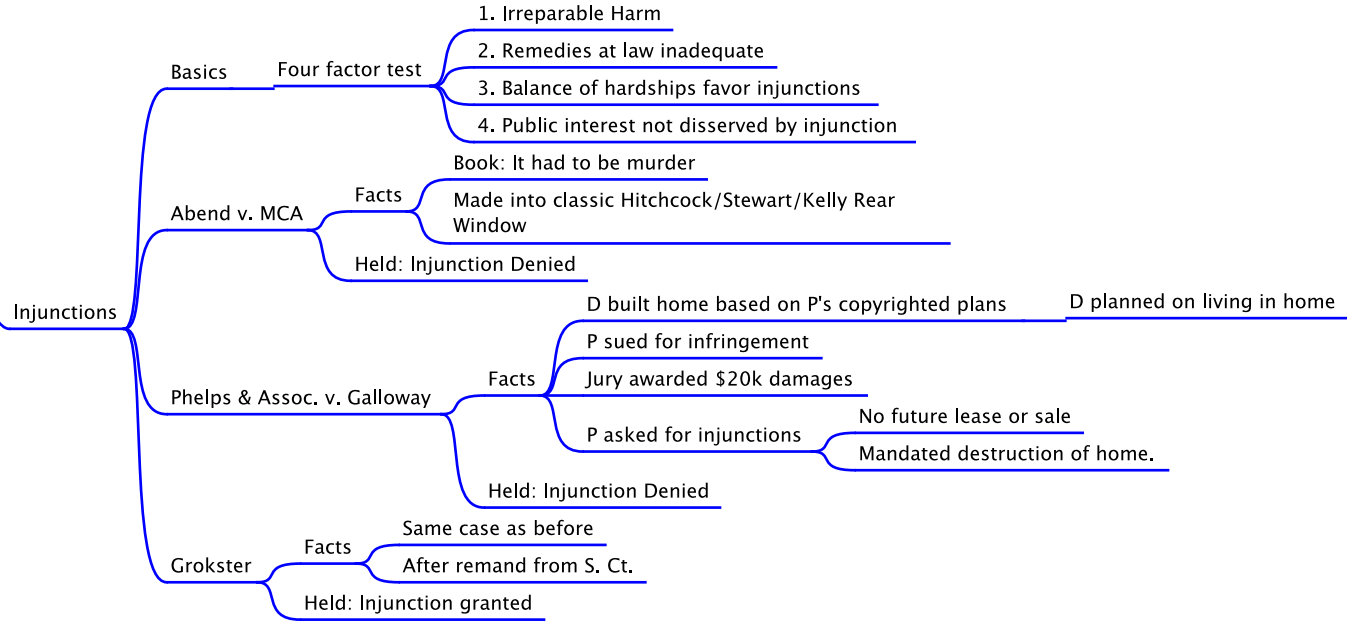 Injunctions
Basics
Four factor test
1. Irreparable Harm
2. Remedies at law inadequate
3. Balance of hardships favor injunctions
4. Public interest not disserved by injunction
Abend v. MCA
Facts
Book: It had to be murder
Made into classic Hitchcock/Stewart/Kelly Rear
Window
Held: Injunction Denied
Phelps & Assoc. v. Galloway
Facts
D built home based on P's copyrighted plans
D planned on living in home
P sued for infringement
Jury awarded $20k damages
P asked for injunctions
No future lease or sale
Mandated destruction of home.
Held: Injunction Denied
Grokster
Facts
Same case as before
After remand from S. Ct.
Held: Injunction granted